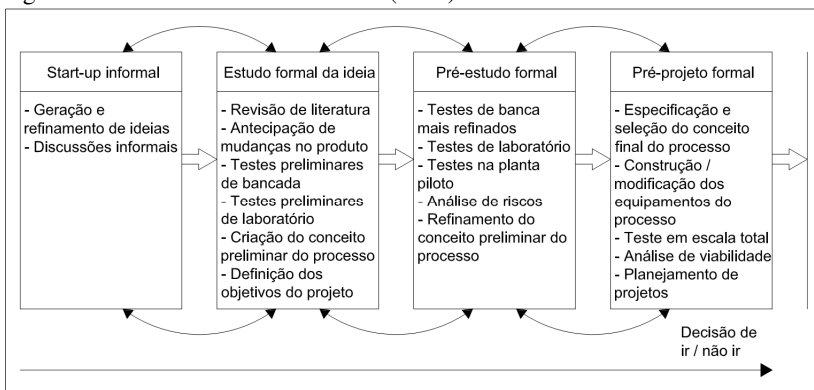 Start-up informal
- Geração e
refinamento de ideias
- Discussões informais
Estudo formal da ideia
- Revisão de literatura
- Antecipação de
mudanças no produto
- Testes preliminares
de bancada
- Testes preliminares
de laboratório
- Criação do conceito
preliminar do processo
- Definição dos
objetivos do projeto
Pré-estudo formal
- Testes de banca
mais refinados
- Testes de laboratório
- Testes na planta
piloto
- Análise de riscos
- Refinamento do
conceito preliminar do
processo
Pré-projeto formal
- Especificação e
seleção do conceito
final do processo
- Construção /
modificação dos
equipamentos do
processo
- Teste em escala total
- Análise de viabilidade
- Planejamento de
projetos
Decisão de
ir / não ir